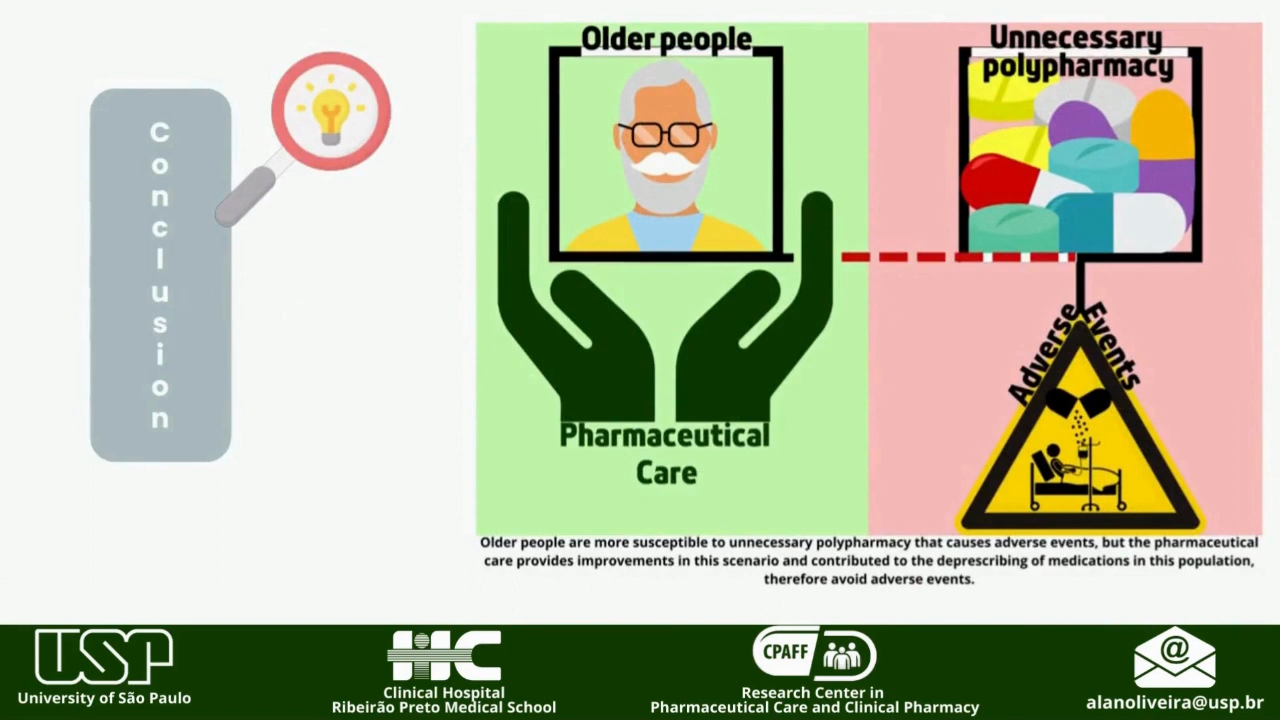 Conclusion
Older people
Unnecessary
polypharmacy
Adverse Events
Pharmaceutical
Care
Older people are more susceptible to unnecessary polypharmacy that causes adverse events, but the pharmaceutical
care provides improvements in this scenario and contributed to the deprescribing of medications in this population,
therefore avoid adverse events.
USP
University of São Paulo
HC
Clinical Hospital
Ribeirão Preto Medical School
CPAFF
Research Center in
Pharmaceutical Care and Clinical Pharmacy
@
alanoliveira@usp.br